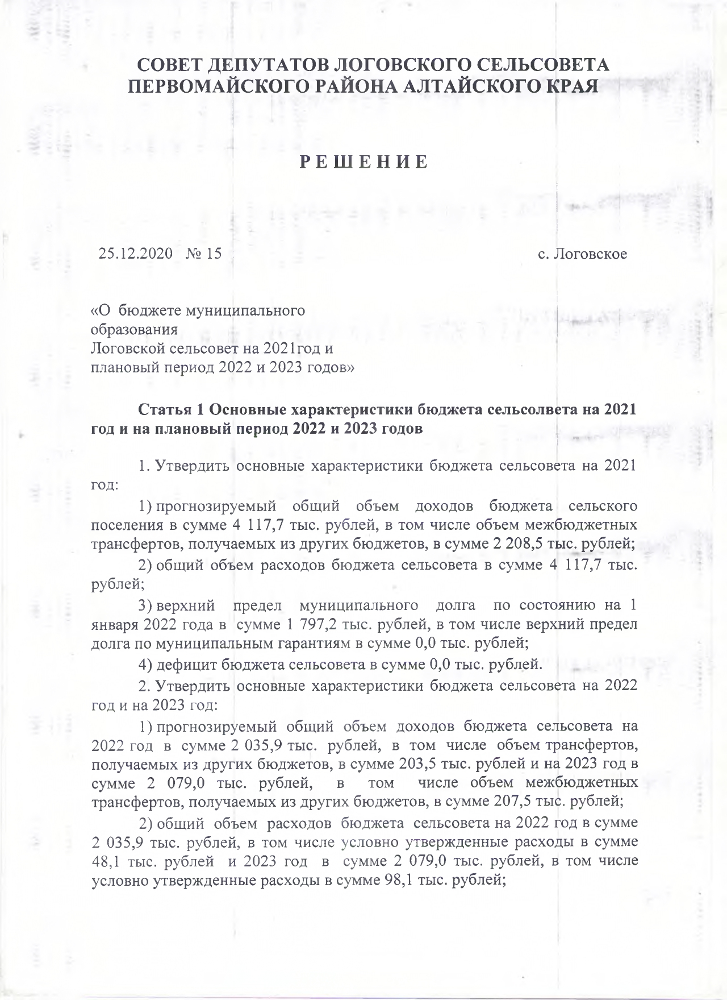 СОВЕТ ДЕПУТАТОВ ЛОГОВСКОГО СЕЛЬСОВЕТА
ПЕРВОМАЙСКОГО РАЙОНА АЛТАЙСКОГО КРАЯ
Р Е Ш Е Н И Е
25.12.2020 № 15 с. Логовское
«О бюджете муниципального
образования
Логовской сельсовет на 2021год и
плановый период 2022 и 2023 годов»
Статья 1 Основные характеристики бюджета сельсолвета на 2021
год и на плановый период 2022 и 2023 годов
1. Утвердить основные характеристики бюджета сельсовета на 2021
год:
1) прогнозируемый общий объем доходов бюджета сельского
поселения в сумме 4 117,7 тыс. рублей, в том числе объем межбюджетных
трансфертов, получаемых из других бюджетов, в сумме 2 208,5 тыс. рублей;
2) общий объем расходов бюджета сельсовета в сумме 4 117,7 тыс.
рублей;
3) верхний предел муниципального долга по состоянию на 1
января 2022 года в сумме 1 797,2 тыс. рублей, в том числе верхний предел
долга по муниципальным гарантиям в сумме 0,0 тыс. рублей;
4) дефицит бюджета сельсовета в сумме 0,0 тыс. рублей.
2. Утвердить основные характеристики бюджета сельсовета на 2022
год и на 2023 год:
1) прогнозируемый общий объем доходов бюджета сельсовета на
2022 год в сумме 2 035,9 тыс. рублей, в том числе объем трансфертов,
получаемых из других бюджетов, в сумме 203,5 тыс. рублей и на 2023 год в
сумме 2 079,0 тыс. рублей, в том числе объем межбюджетных
трансфертов, получаемых из других бюджетов, в сумме 207,5 тыс. рублей;
2) общий объем расходов бюджета сельсовета на 2022 год в сумме
2 035,9 тыс. рублей, в том числе условно утвержденные расходы в сумме
48,1 тыс. рублей и 2023 год в сумме 2 079,0 тыс. рублей, в том числе
условно утвержденные расходы в сумме 98,1 тыс. рублей;